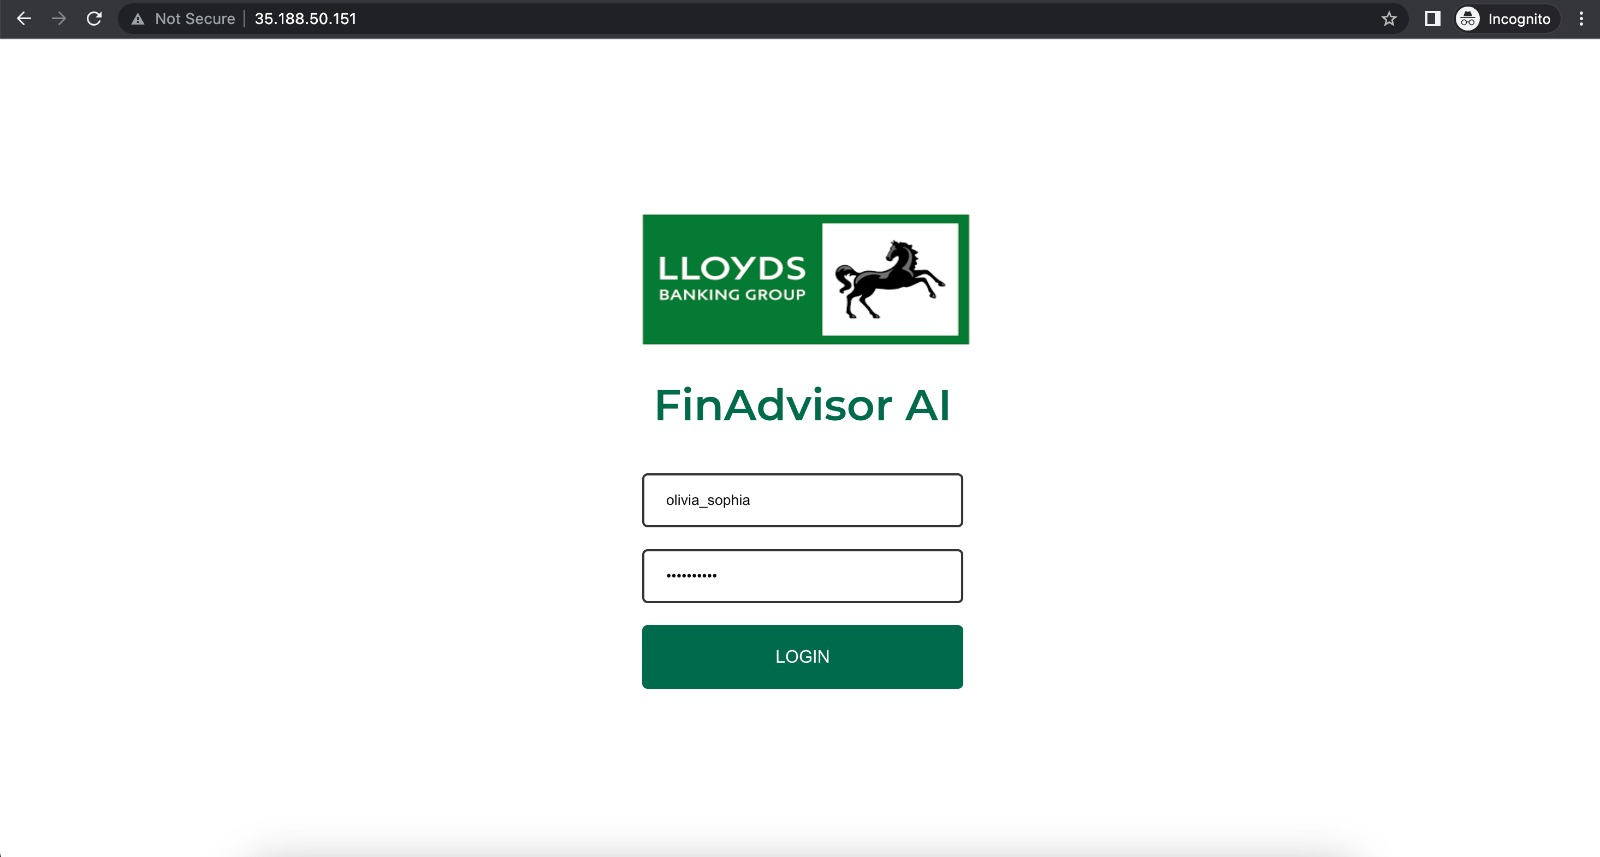 Not Secure | 35.188.50.151
Incognito
LLOYDS
BANKING GROUP
FinAdvisor AI
olivia_sophia
••••••••••
LOGIN